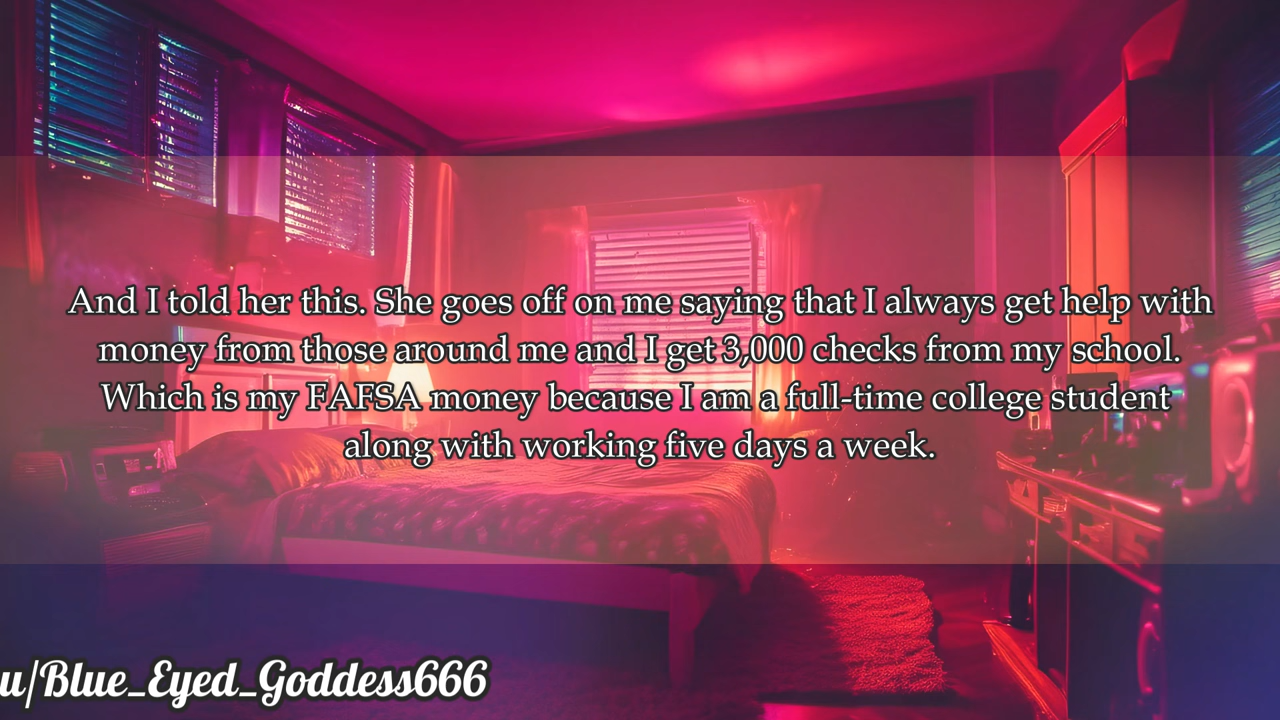 And I told her this. She goes off on me saying that I always get help with
money from those around me and I get 3,000 checks from my school.
Which is my FAFSA money because I am a full-time college student
along with working five days a week.
u/Blue_Eyed_Goddess666